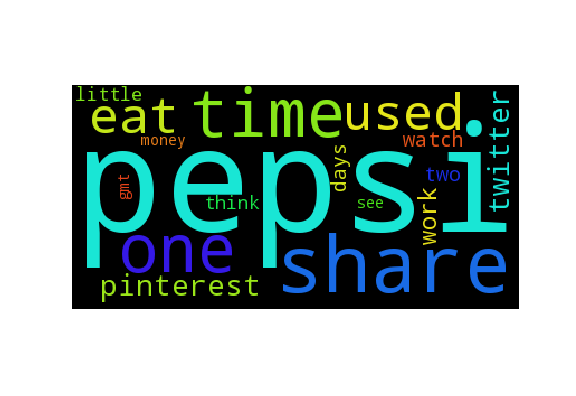 little
eat
time
used
twitter
money
watch
pepsi
days
gmt
think
see
two
work
one
share
pinterest